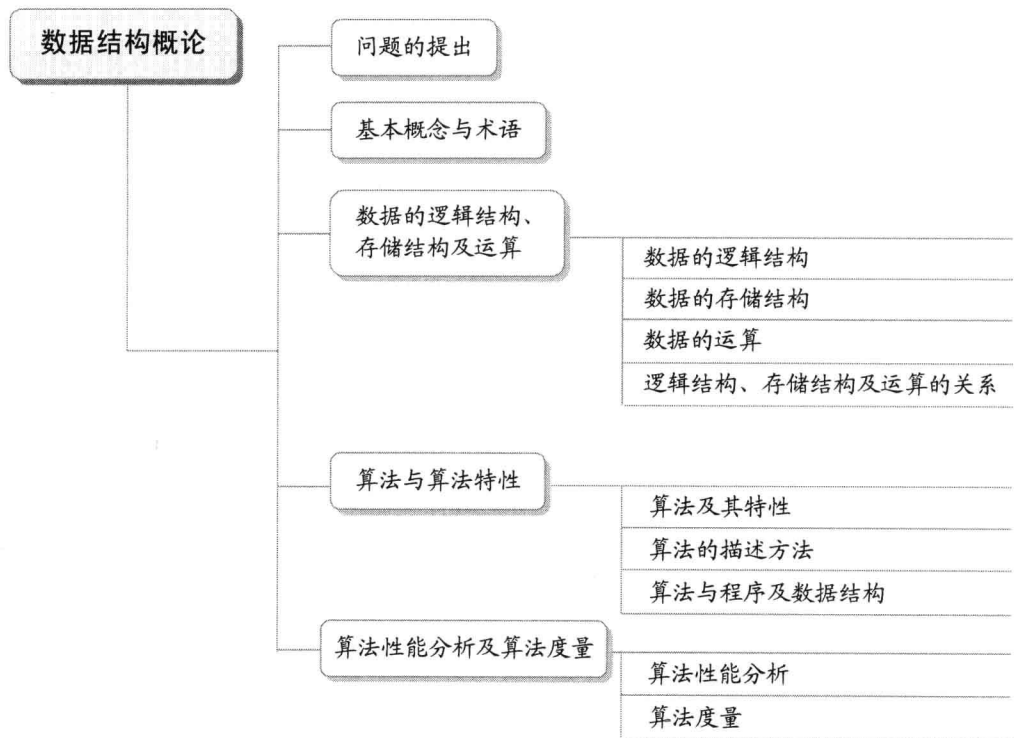 数据结构概论
问题的提出
基本概念与术语
数据的逻辑结构、
存储结构及运算
数据的逻辑结构
数据的存储结构
数据的运算
逻辑结构、存储结构及运算的关系
算法与算法特性
算法及其特性
算法的描述方法
算法与程序及数据结构
算法性能分析及算法度量
算法性能分析
算法度量